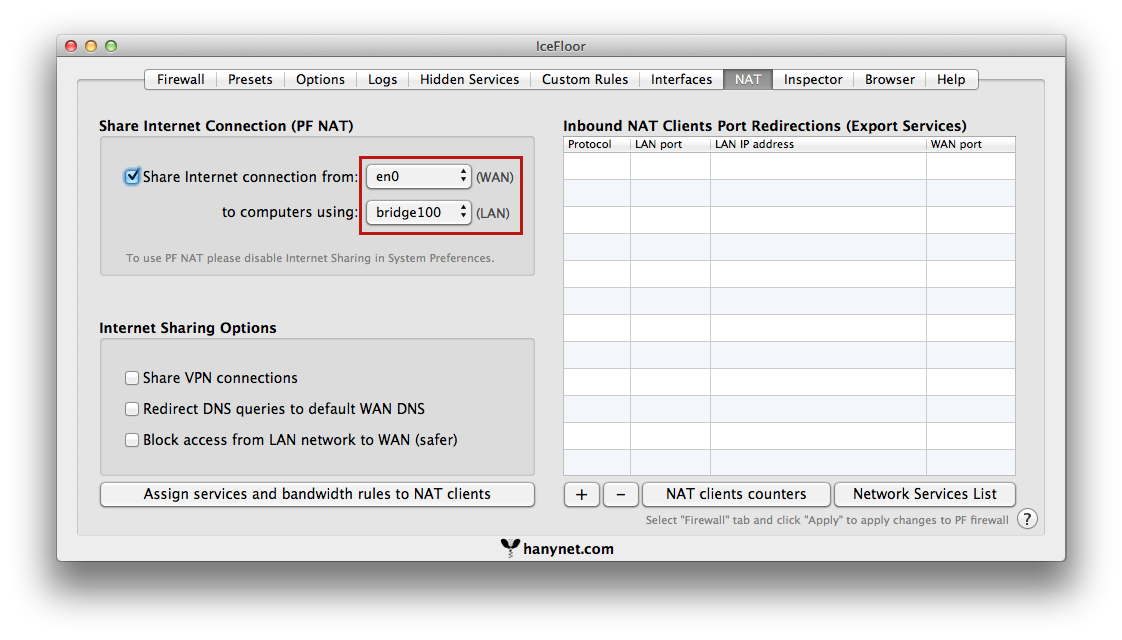 IceFloor
Firewall Presets Options Logs Hidden Services Custom Rules Interfaces NAT Inspector Browser Help
Share Internet Connection (PF NAT)
Share Internet connection from: en0 (WAN)
to computers using: bridge100 (LAN)
To use PF NAT please disable Internet Sharing in System Preferences.
Internet Sharing Options
Share VPN connections
Redirect DNS queries to default WAN DNS
Block access from LAN network to WAN (safer)
Assign services and bandwidth rules to NAT clients
Inbound NAT Clients Port Redirections (Export Services)
Protocol LAN port LAN IP address WAN port
+ − NAT clients counters Network Services List
Select "Firewall" tab and click "Apply" to apply changes to PF firewall ?
hanynet.com